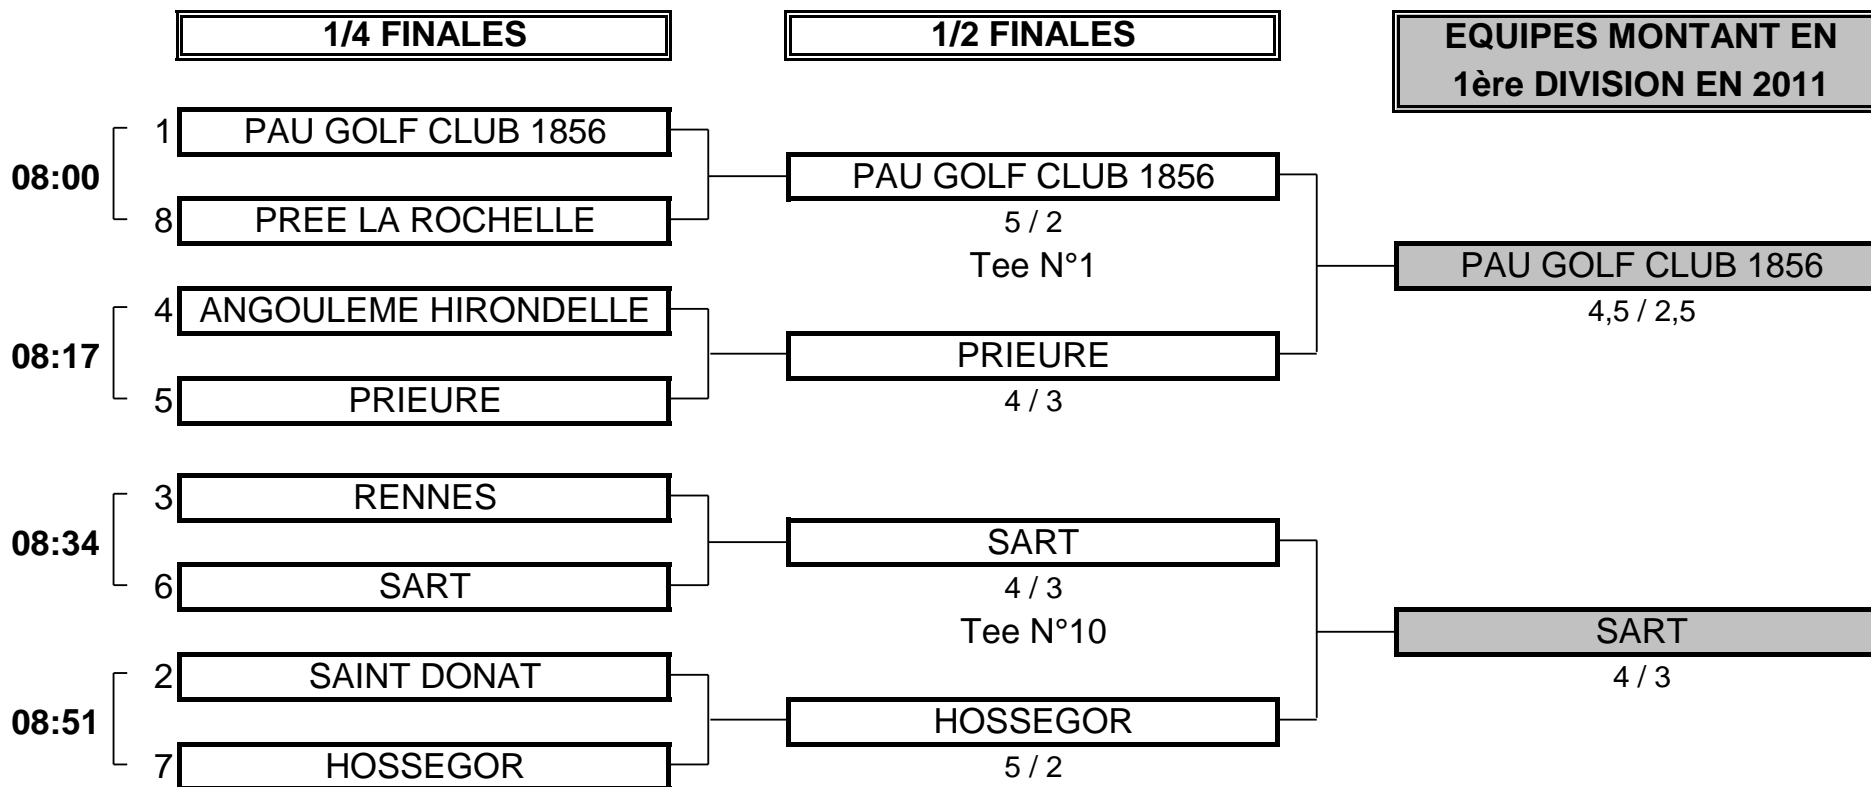 1/4 FINALES
1/2 FINALES
EQUIPES MONTANT EN
1ère DIVISION EN 2011
08:00
1 PAU GOLF CLUB 1856
8 PREE LA ROCHELLE
PAU GOLF CLUB 1856
5 / 2
Tee N°1
PAU GOLF CLUB 1856
4,5 / 2,5
08:17
4 ANGOULEME HIRONDELLE
5 PRIEURE
PRIEURE
4 / 3
08:34
3 RENNES
6 SART
SART
4 / 3
Tee N°10
SART
4 / 3
08:51
2 SAINT DONAT
7 HOSSEGOR
HOSSEGOR
5 / 2